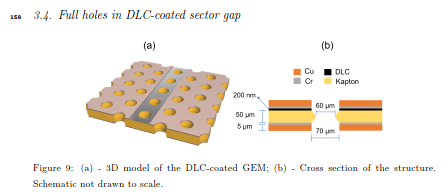 158 3.4. Full holes in DLC-coated sector gap
(a)
(b)
Cu DLC
Cr Kapton
200 nm
60 μm
50 μm
5 μm
70 μm
Figure 9: (a) - 3D model of the DLC-coated GEM; (b) - Cross section of the structure.
Schematic not drawn to scale.